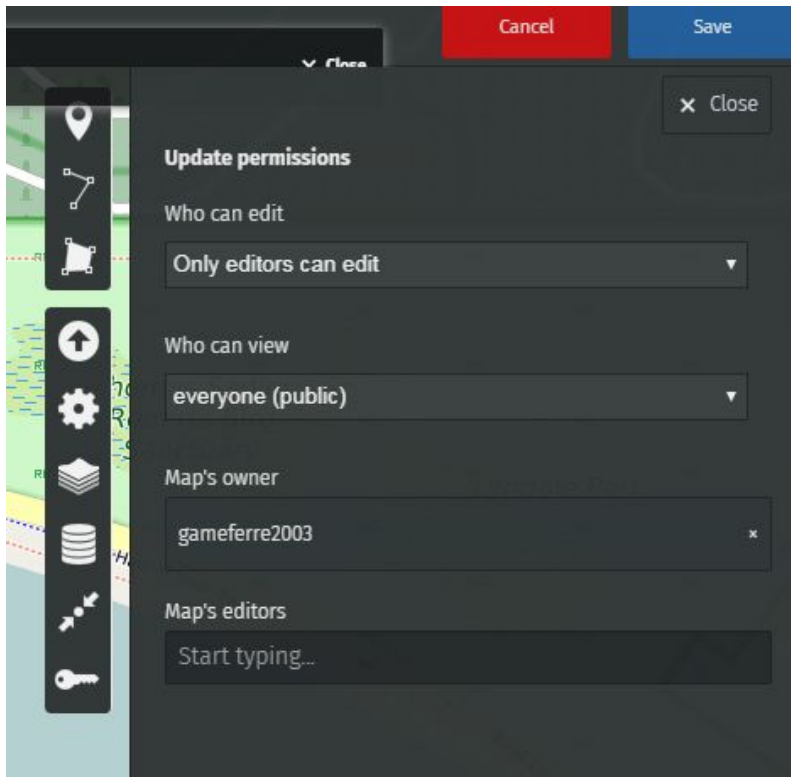 Cancel
Save
Close
Close
Update permissions
Who can edit
Only editors can edit
Who can view
everyone (public)
Map's owner
gameferre2003
Map's editors
Start typing...